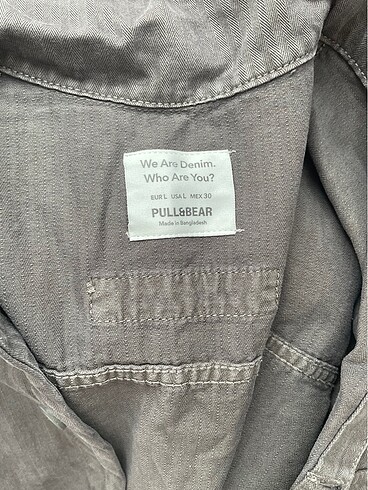 We Are Denim.
Who Are You?
EUR L USA L MEX 30
PULL&BEAR
Made in Bangladesh